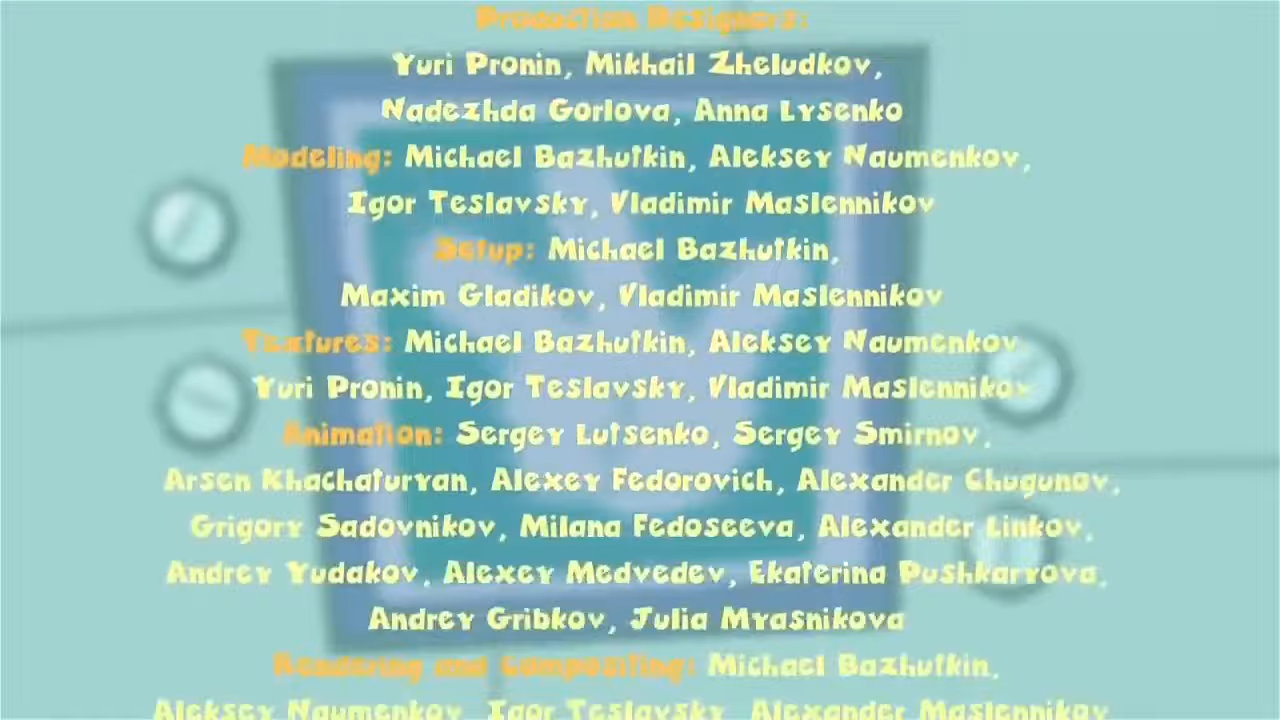 Production Designers:
Yuri Pronin, Mikhail Zheludkov,
Nadezhda Gorlova, Anna Lysenko
Modeling: Michael Bazhutkin, Aleksey Naumenkov,
Igor Teslavsky, Vladimir Maslennikov
Setup: Michael Bazhutkin,
Maxim Gladikov, Vladimir Maslennikov
Textures: Michael Bazhutkin, Aleksey Naumenkov,
Yuri Pronin, Igor Teslavsky, Vladimir Maslennikov
Animation: Sergey Lutsenko, Sergey Smirnov,
Arsen Khachaturyan, Alexey Fedorovich, Alexander Chugunov,
Grigory Sadovnikov, Milana Fedoseeva, Alexander Linkov,
Andrey Yudakov, Alexey Medvedev, Ekaterina Pushkaryova,
Andrey Gribkov, Julia Myasnikova
Rendering and Compositing: Michael Bazhutkin,
Aleksey Naumenkov, Igor Teslavsky, Alexander Maslennikov,